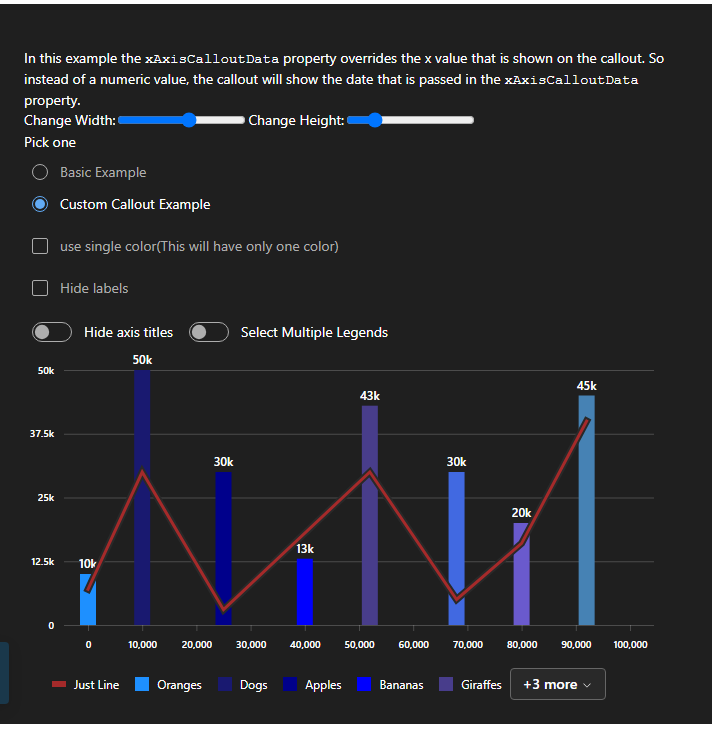 In this example the xAxisCalloutData property overrides the x value that is shown on the callout. So
instead of a numeric value, the callout will show the date that is passed in the xAxisCalloutData
property.
Change Width: Change Height:
Pick one
Basic Example
Custom Callout Example
use single color(This will have only one color)
Hide labels
Hide axis titles Select Multiple Legends
50k
50k
45k
43k
37.5k
30k 30k
25k
20k
13k
12.5k 10k
0
0 10,000 20,000 30,000 40,000 50,000 60,000 70,000 80,000 90,000 100,000
Just Line Oranges Dogs Apples Bananas Giraffes +3 more